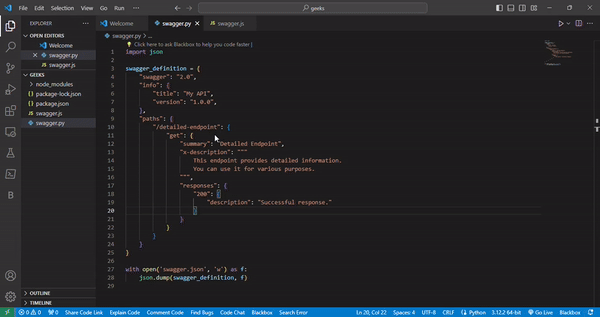 File Edit Selection View Go Run ... geeks
EXPLORER ...
OPEN EDITORS
Welcome
swagger.py
swagger.js
GEEKS
node_modules
package-lock.json
package.json
swagger.js
swagger.py
OUTLINE
TIMELINE
Welcome swagger.py swagger.js
swagger.py > ...
Click here to ask Blackbox to help you code faster |
1 import json
2
3 swagger_definition = {
4 "swagger": "2.0",
5 "info": {
6 "title": "My API",
7 "version": "1.0.0",
8 },
9 "paths": {
10 "/detailed-endpoint": {
11 "get": {
12 "summary": "Detailed Endpoint",
13 "x-description": """
14 This endpoint provides detailed information.
15 You can use it for various purposes.
16 """,
17 "responses": {
18 "200": {
19 "description": "Successful response."
20 }
21 }
22 }
23 }
24 }
25 }
26
27 with open('swagger.json', 'w') as f:
28 json.dump(swagger_definition, f)
29
0 0 0 Share Code Link Explain Code Comment Code Find Bugs Code Chat Blackbox Search Error Ln 20, Col 22 Spaces: 4 UTF-8 CRLF Python 3.12.2 64-bit Go Live Blackbox